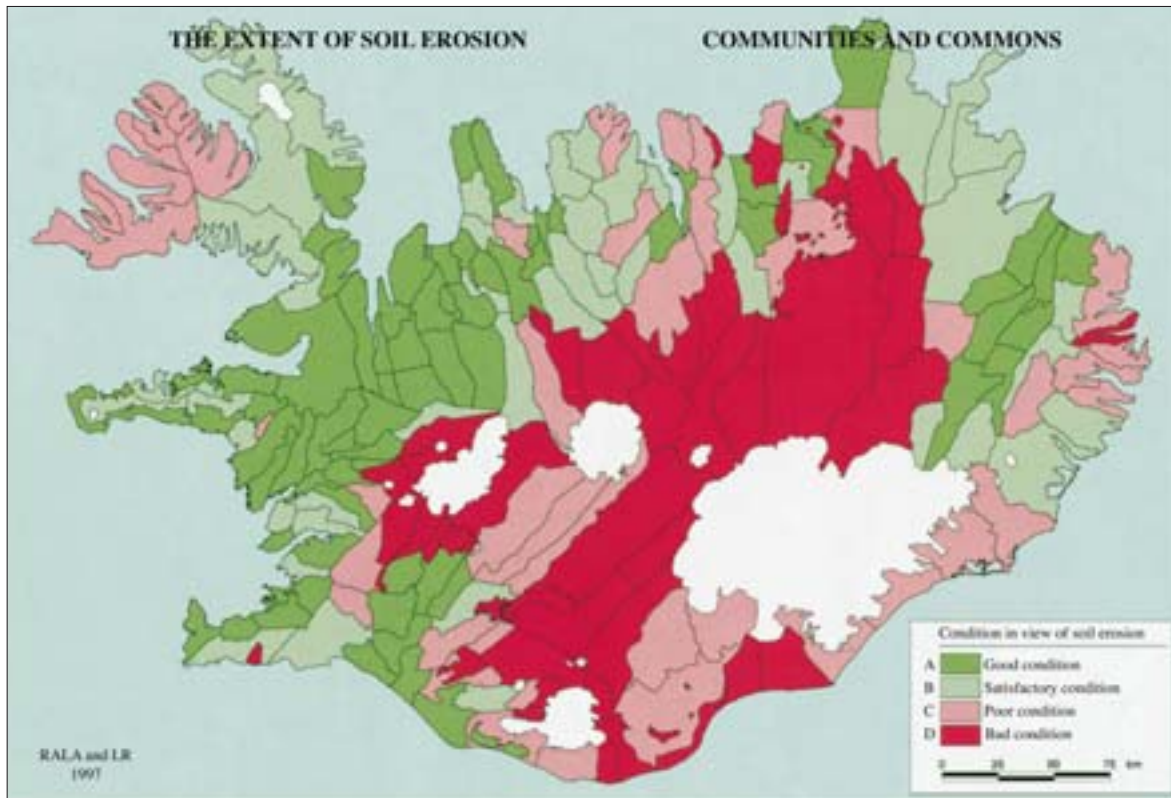 THE EXTENT OF SOIL EROSION
COMMUNITIES AND COMMONS
Condition in view of soil erosion
A Good condition
B Satisfactory condition
C Poor condition
D Bad condition
0 25 50 75 km
RALA and LR
1997